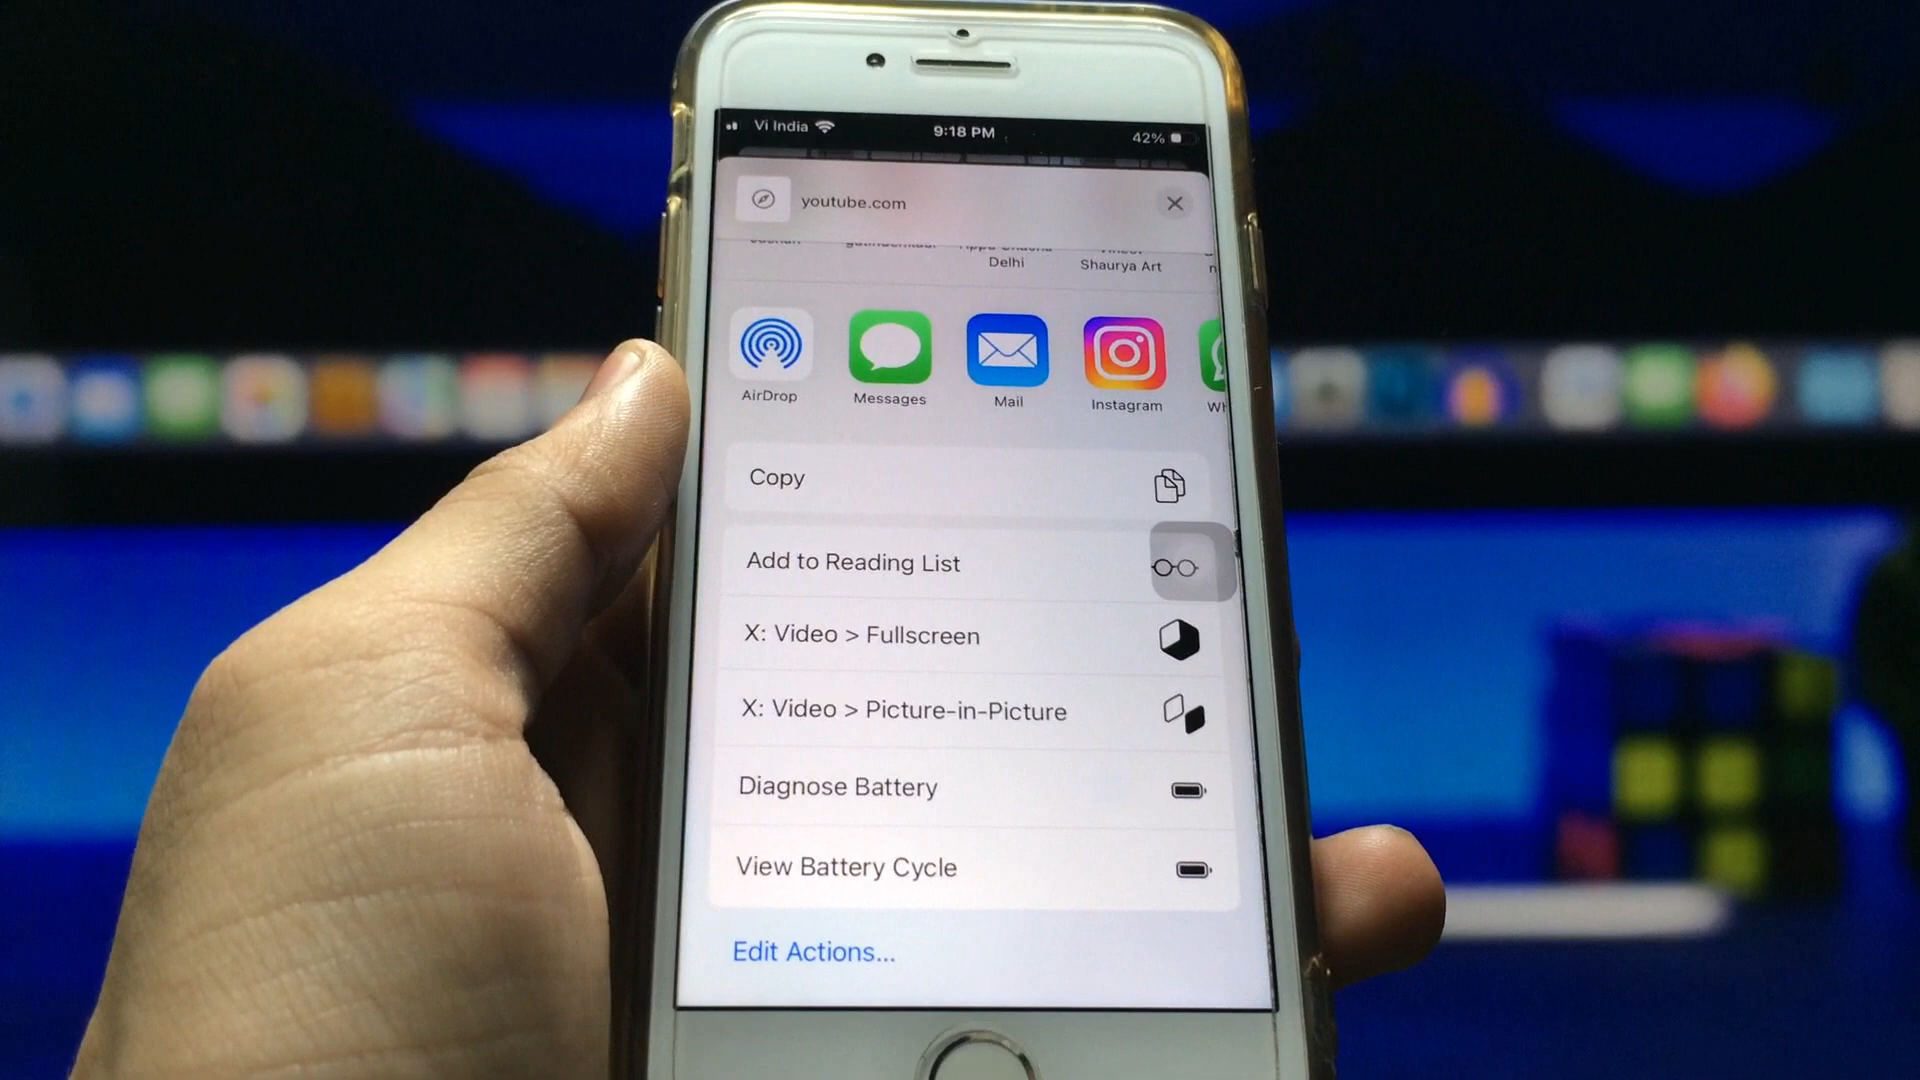 Vi India
9:18 PM
42%
youtube.com
Delhi
Shaurya Art
AirDrop
Messages
Mail
Instagram
Copy
Add to Reading List
X: Video > Fullscreen
X: Video > Picture-in-Picture
Diagnose Battery
View Battery Cycle
Edit Actions...